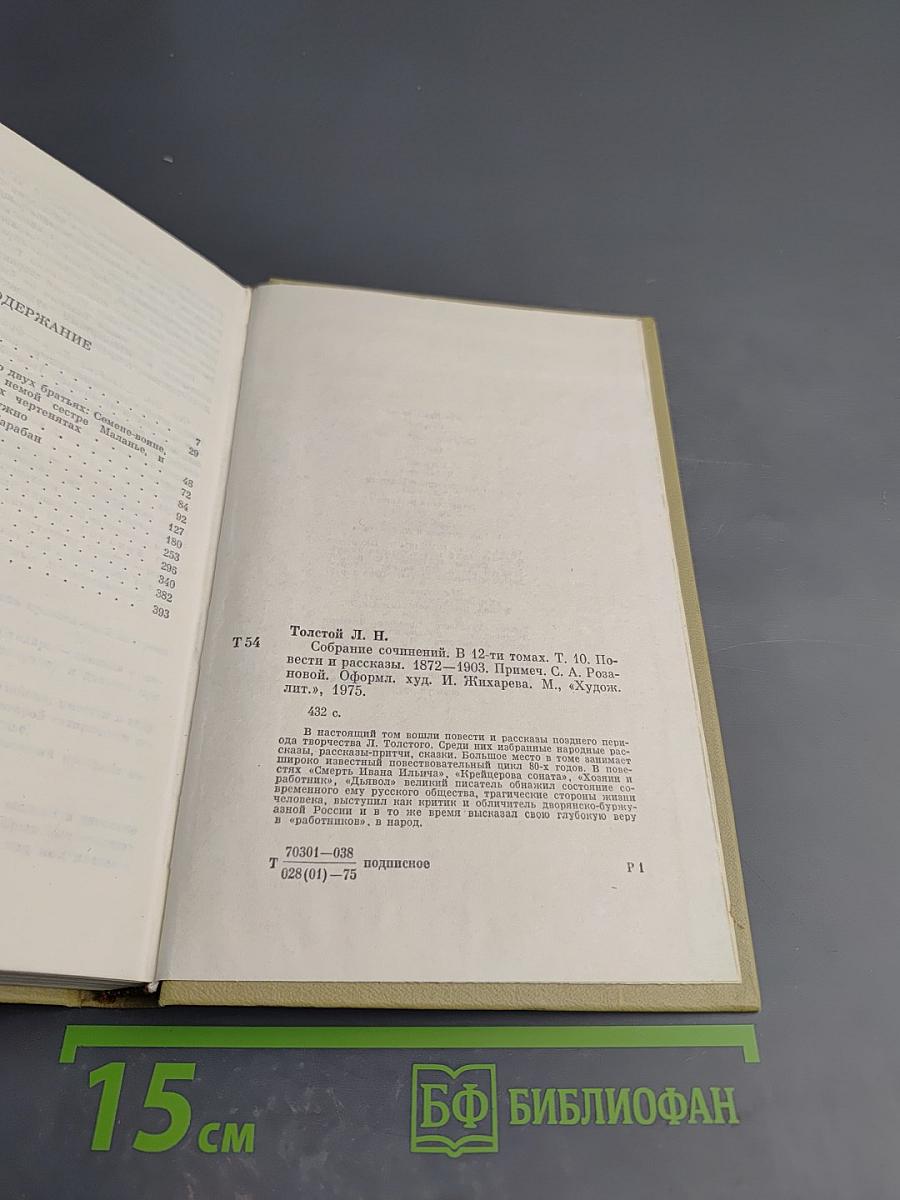 ОДЕРЖАНИЕ
7
двух братьях: Семене-воине,
29
немой сестре Маланье, и
чертенятах
48
72
84
92
127
180
253
295
340
382
393
Т 54
Толстой Л. Н.
Собрание сочинений. В 12-ти томах. Т. 10. По-
вести и рассказы. 1872—1903. Примеч. С. А. Роза-
новой. Оформл. худ. И. Жихарева. М., «Худож.
лит.», 1975.
432 с.
В настоящий том вошли повести и рассказы позднего пери-
ода творчества Л. Толстого. Среди них избранные народные рас-
сказы, рассказы-притчи, сказки. Большое место в томе занимает
широко известный повествовательный цикл 80-х годов. В пове-
стях «Смерть Ивана Ильича», «Крейцерова соната», «Хозяин и
работник», «Дьявол» великий писатель обнажил состояние со-
временного ему русского общества, трагические стороны жизни
человека, выступил как критик и обличитель дворянско-буржу-
азной России и в то же время высказал свою глубокую веру
в «работников», в народ.
Т 70301—038
028(01)—75 подписное
Р 1
15 см
БФ БИБЛИОФАН